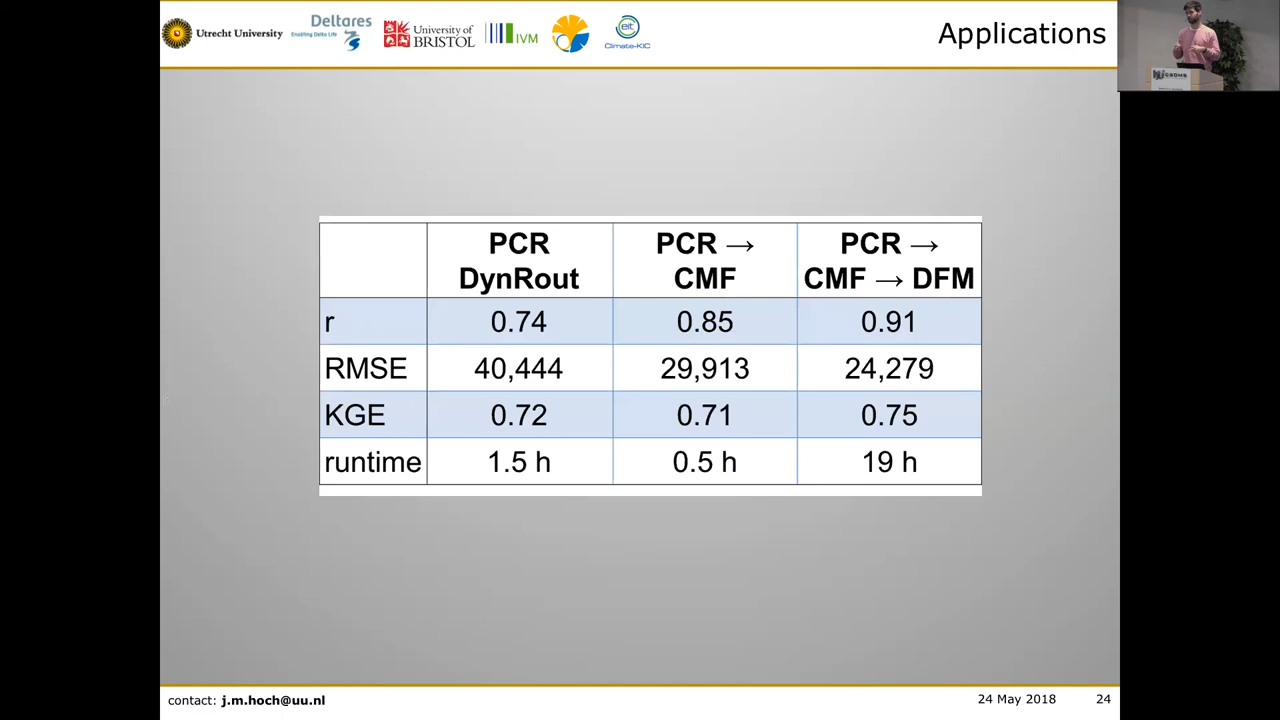 Utrecht University
Deltares
Enabling Delta Life
University of
BRISTOL
IVM
eit
Climate-KIC
Applications
CSDMS
PCR
DynRout
PCR →
CMF
PCR →
CMF → DFM
r 0.74 0.85 0.91
RMSE 40,444 29,913 24,279
KGE 0.72 0.71 0.75
runtime 1.5 h 0.5 h 19 h
contact: j.m.hoch@uu.nl
24 May 2018
24